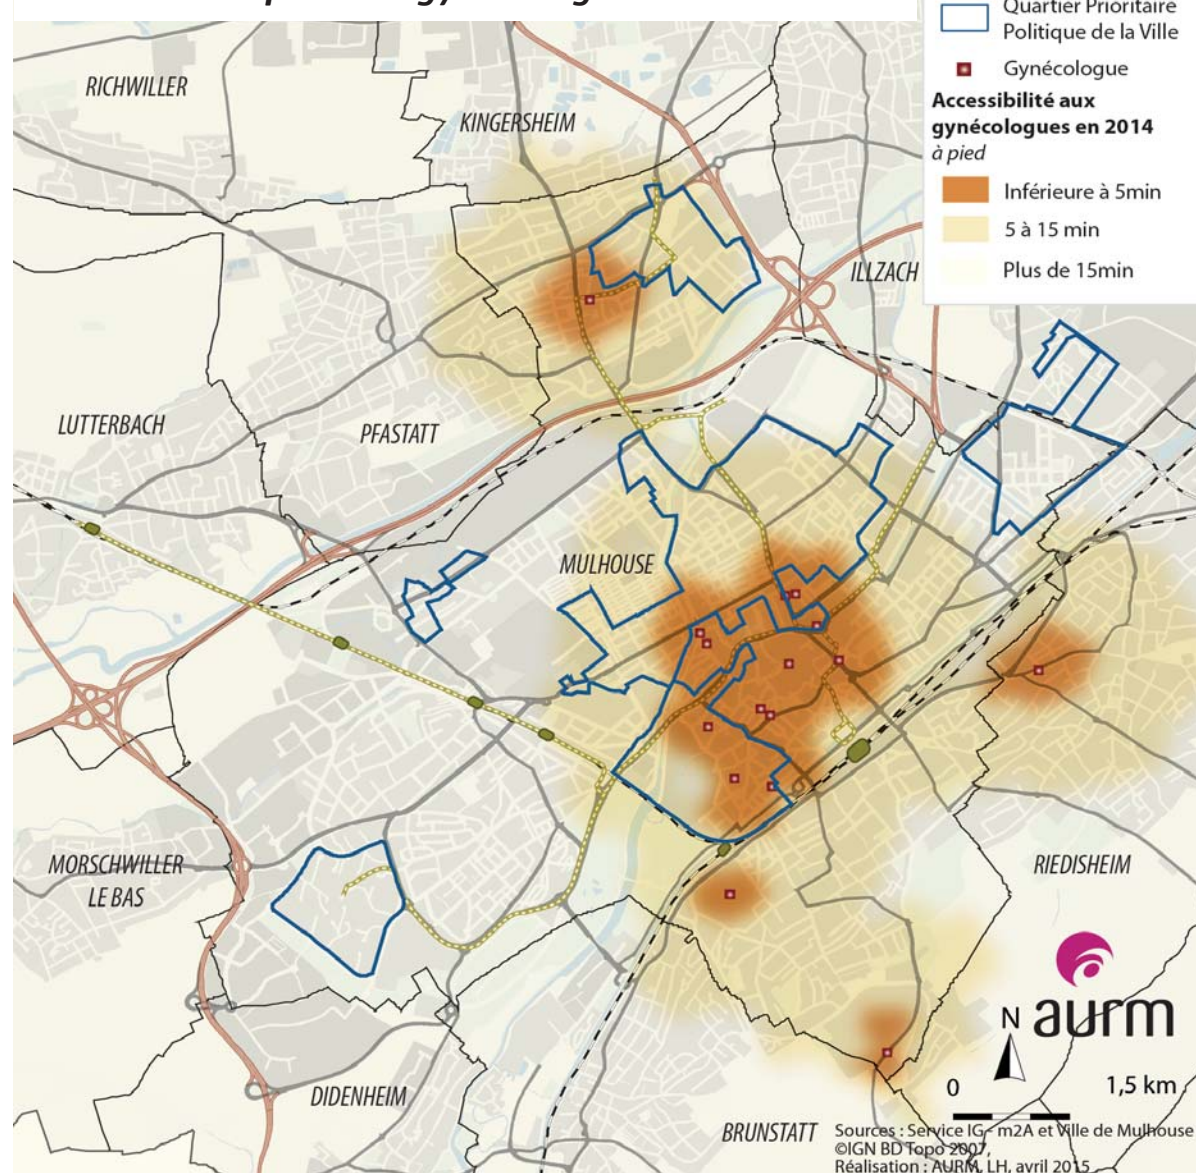 Quartier Prioritaire
Politique de la Ville
Gynécologue
Accessibilité aux
gynécologues en 2014
à pied
Inférieure à 5min
5 à 15 min
Plus de 15min
RICHWILLER
KINGERSHEIM
ILLZACH
LUTTERBACH
PFASTATT
MULHOUSE
MORSCHWILLER
LE BAS
RIEDISHEIM
DIDENHEIM
BRUNSTATT
aurm
N
0 1,5 km
Sources : Service IG - m2A et Ville de Mulhouse
©IGN BD Topo 2007,
Réalisation : AURM, LH, avril 2015